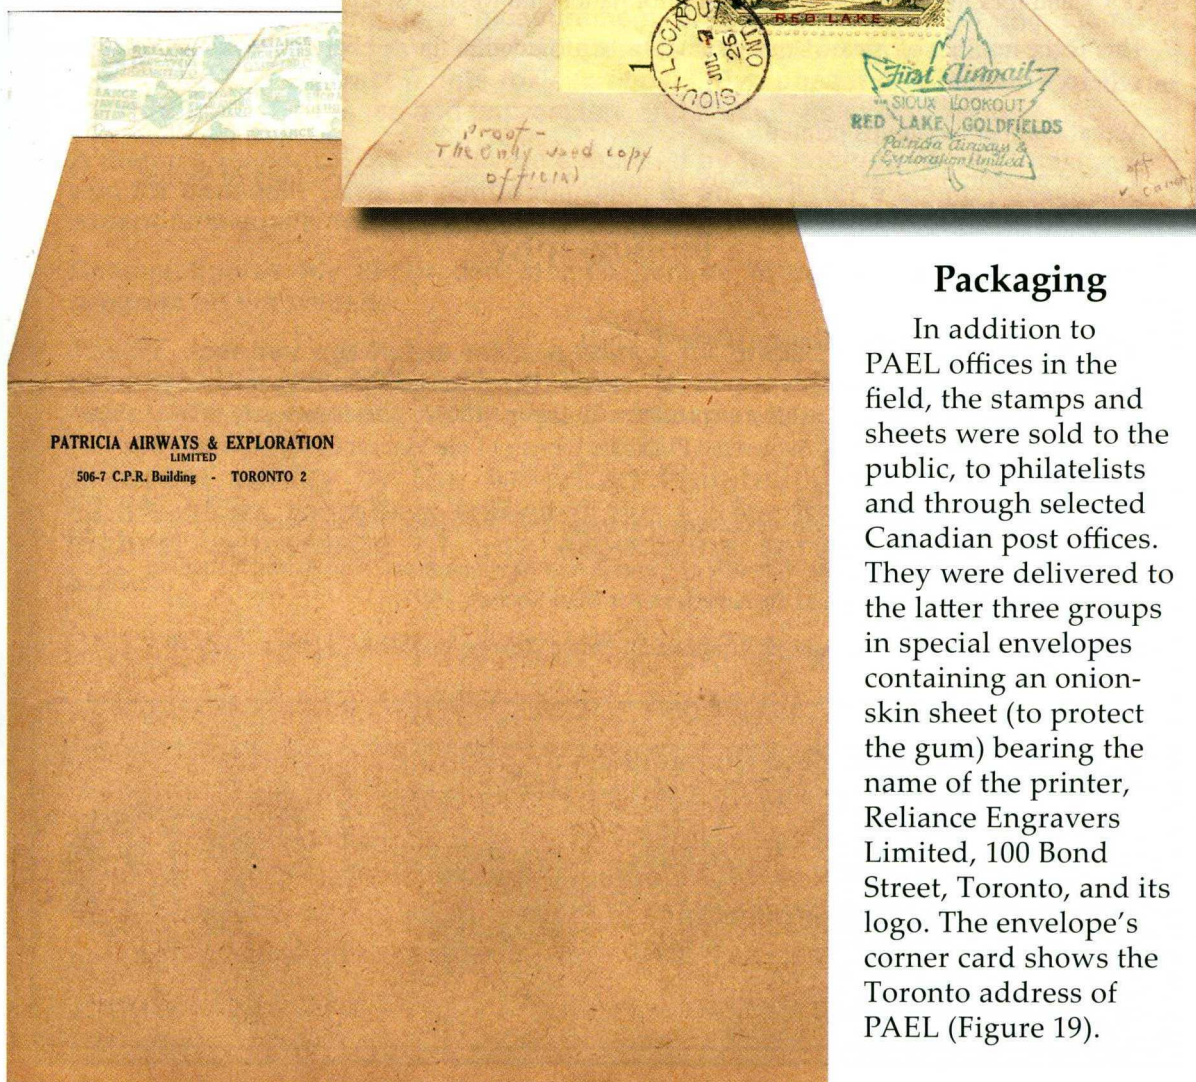 RED LAKE
SIOUX LOOKOUT ONT
1
JUL 7
26
First Airmail
via SIOUX LOOKOUT
RED LAKE GOLDFIELDS
Patricia Airways &
Exploration Limited
Proof -
The only used copy
official
off
v. canc
RELIANCE
PATRICIA AIRWAYS & EXPLORATION
LIMITED
506-7 C.P.R. Building - TORONTO 2
Packaging
In addition to
PAEL offices in the
field, the stamps and
sheets were sold to the
public, to philatelists
and through selected
Canadian post offices.
They were delivered to
the latter three groups
in special envelopes
containing an onion-
skin sheet (to protect
the gum) bearing the
name of the printer,
Reliance Engravers
Limited, 100 Bond
Street, Toronto, and its
logo. The envelope’s
corner card shows the
Toronto address of
PAEL (Figure 19).